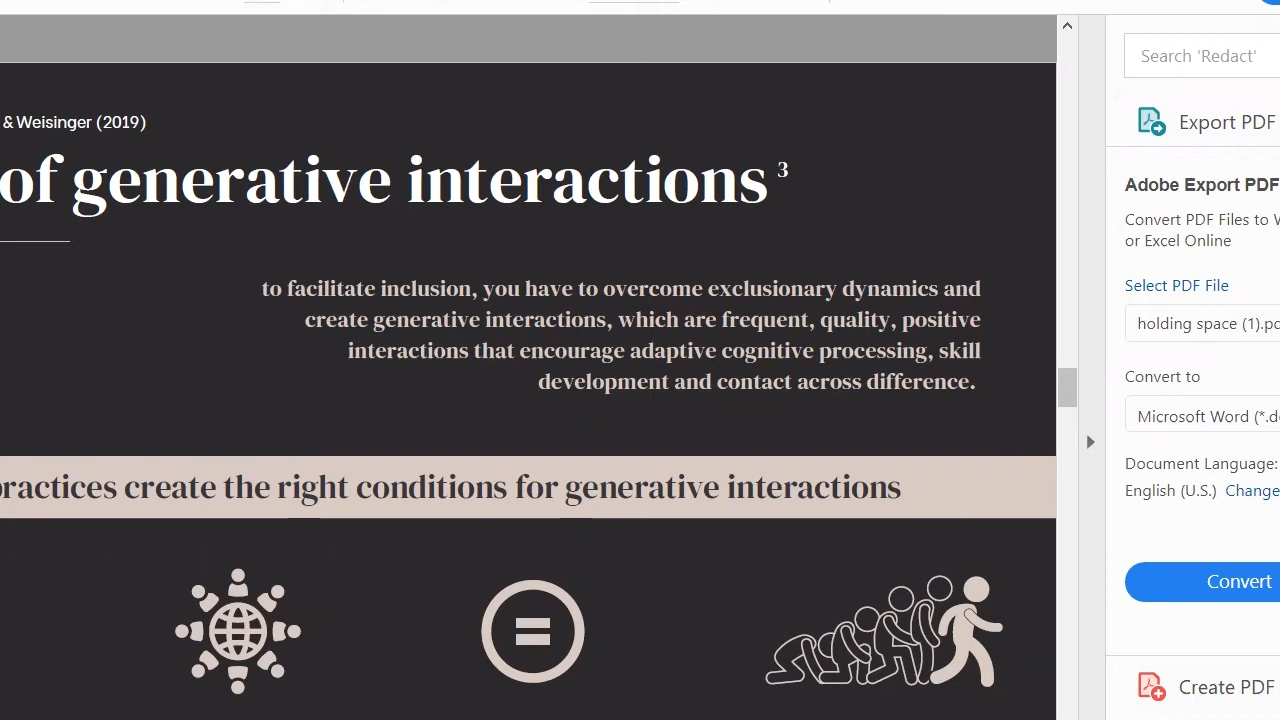 & Weisinger (2019)
of generative interactions 3
to facilitate inclusion, you have to overcome exclusionary dynamics and
create generative interactions, which are frequent, quality, positive
interactions that encourage adaptive cognitive processing, skill
development and contact across difference.
practices create the right conditions for generative interactions
Search 'Redact'
Export PDF
Adobe Export PDF
Convert PDF Files to
or Excel Online
Select PDF File
holding space (1).pd
Convert to
Microsoft Word (*.do
Document Language:
English (U.S.) Change
Convert
Create PDF